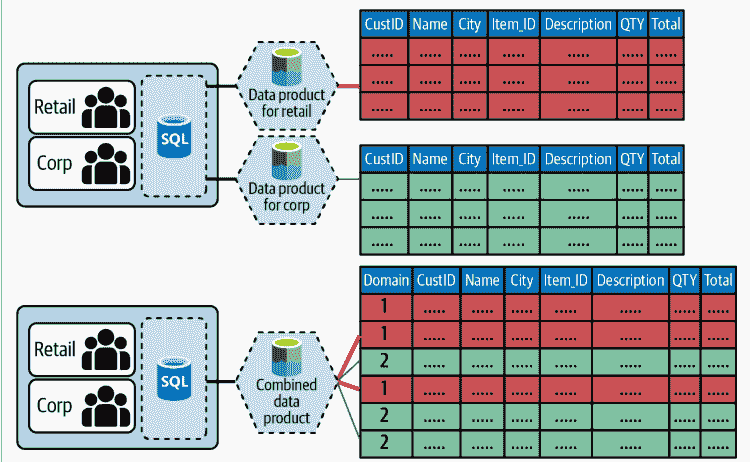 CustID Name City Item_ID Description QTY Total
..... ..... ..... ..... ..... ..... .....
..... ..... ..... ..... ..... ..... .....
..... ..... ..... ..... ..... ..... .....
Retail
Corp
SQL
Data product
for retail
Data product
for corp
CustID Name City Item_ID Description QTY Total
..... ..... ..... ..... ..... ..... .....
..... ..... ..... ..... ..... ..... .....
..... ..... ..... ..... ..... ..... .....
Retail
Corp
SQL
Combined
data
product
Domain CustID Name City Item_ID Description QTY Total
1 ..... ..... ..... ..... ..... ..... .....
1 ..... ..... ..... ..... ..... ..... .....
2 ..... ..... ..... ..... ..... ..... .....
1 ..... ..... ..... ..... ..... ..... .....
2 ..... ..... ..... ..... ..... ..... .....
2 ..... ..... ..... ..... ..... ..... .....